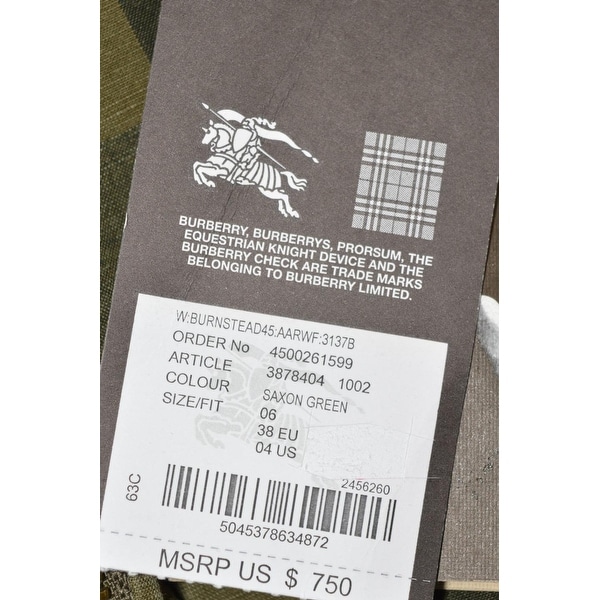 BURBERRY, BURBERRYS, PRORSUM, THE
EQUESTRIAN KNIGHT DEVICE AND THE
BURBERRY CHECK ARE TRADE MARKS
BELONGING TO BURBERRY LIMITED.
W:BURNSTEAD45:AARWF:3137B
ORDER No 4500261599
ARTICLE 3878404 1002
COLOUR SAXON GREEN
SIZE/FIT 06
38 EU
04 US
2456260
63C
5045378634872
MSRP US $ 750